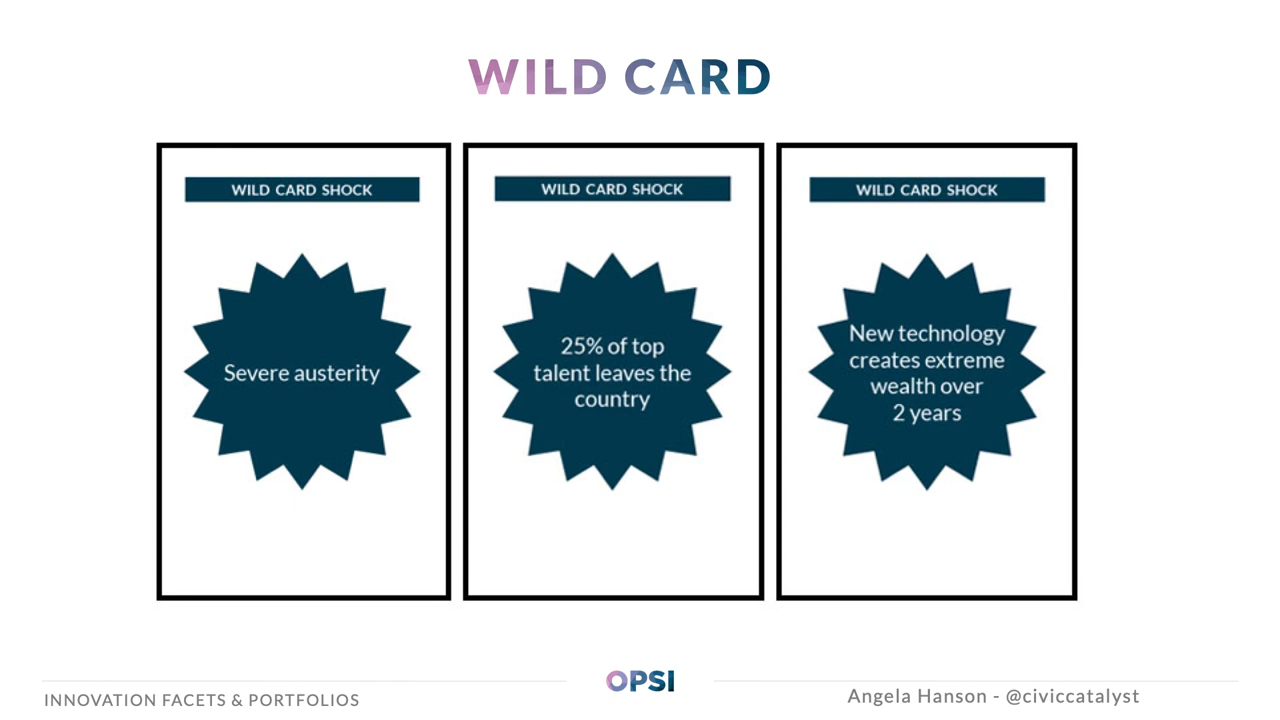 WILD CARD
WILD CARD SHOCK
Severe austerity
WILD CARD SHOCK
25% of top
talent leaves the
country
WILD CARD SHOCK
New technology
creates extreme
wealth over
2 years
INNOVATION FACETS & PORTFOLIOS
OPSI
Angela Hanson - @civiccatalyst